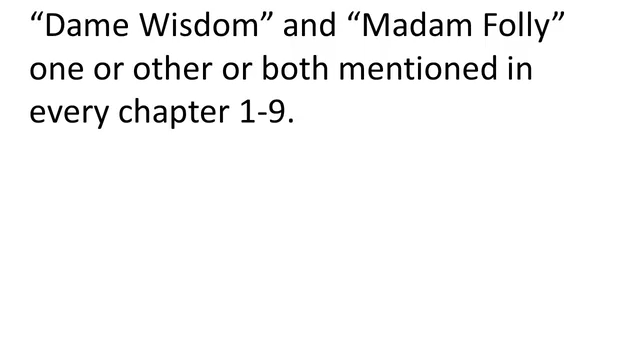 “Dame Wisdom” and “Madam Folly”
one or other or both mentioned in
every chapter 1-9.